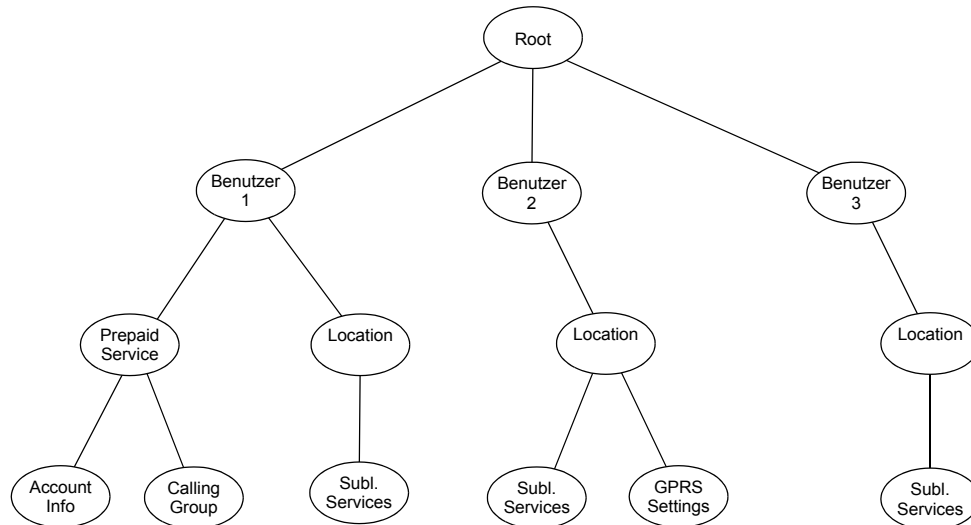 Root
Benutzer
1
Benutzer
2
Benutzer
3
Prepaid
Service
Location
Location
Location
Account
Info
Calling
Group
Subl.
Services
Subl.
Services
GPRS
Settings
Subl.
Services